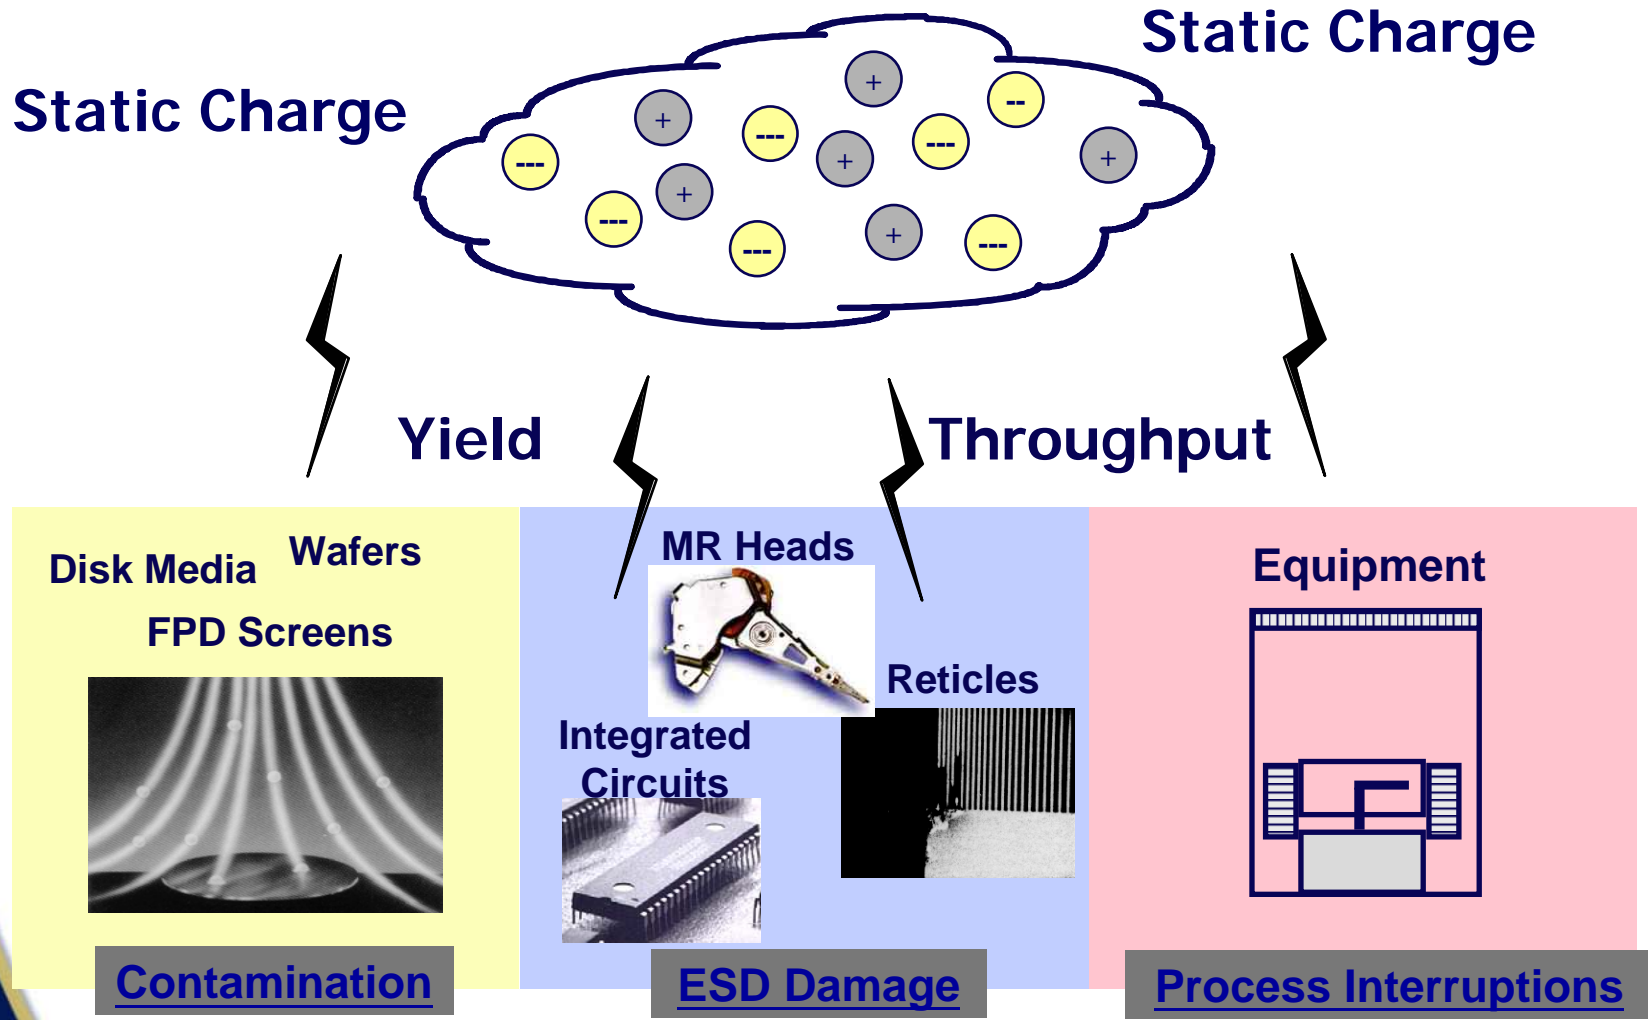 Static Charge
Static Charge
+
--
+
---
---
+
+
---
---
+
---
+
---
---
Yield
Throughput
Disk Media
Wafers
FPD Screens
MR Heads
Reticles
Integrated
Circuits
Equipment
Contamination
ESD Damage
Process Interruptions